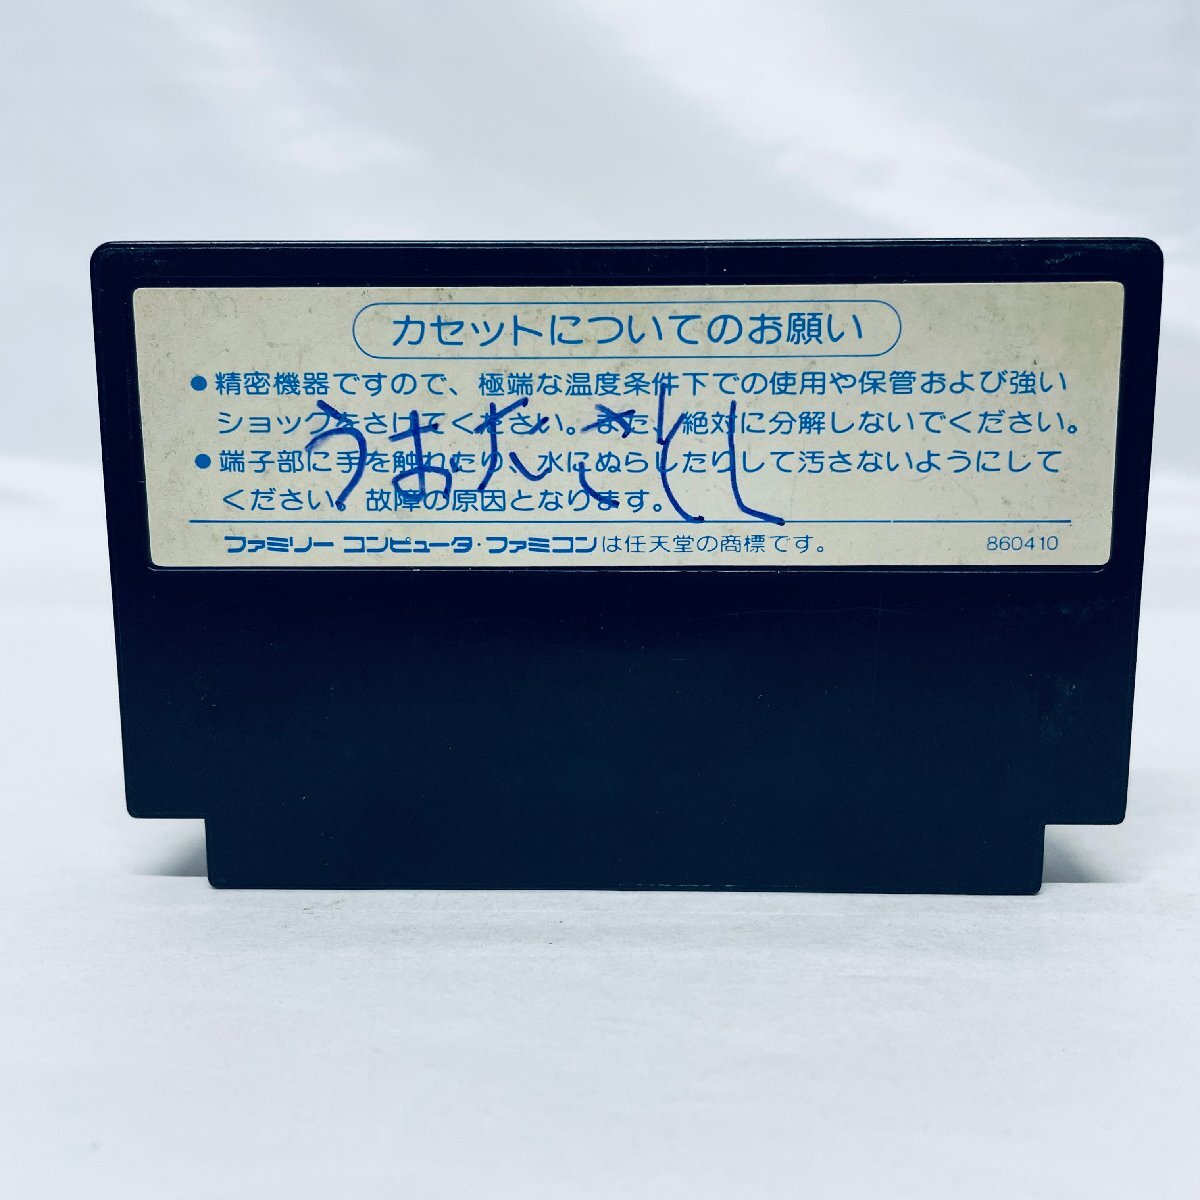 カセットについてのお願い
●精密機器ですので、極端な温度条件下での使用や保管および強い
ショックをさけてください。また、絶対に分解しないでください。
●端子部に手を触れたり、水にぬらしたりして汚さないようにして
ください。故障の原因となります。
ファミリー コンピュータ・ファミコンは任天堂の商標です。
860410